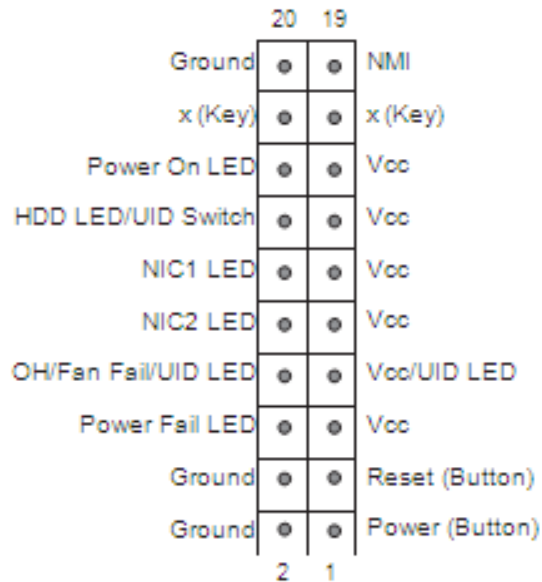 20 19
Ground NMI
x (Key) x (Key)
Power On LED Vcc
HDD LED/UID Switch Vcc
NIC1 LED Vcc
NIC2 LED Vcc
OH/Fan Fail/UID LED Vcc/UID LED
Power Fail LED Vcc
Ground Reset (Button)
Ground Power (Button)
2 1